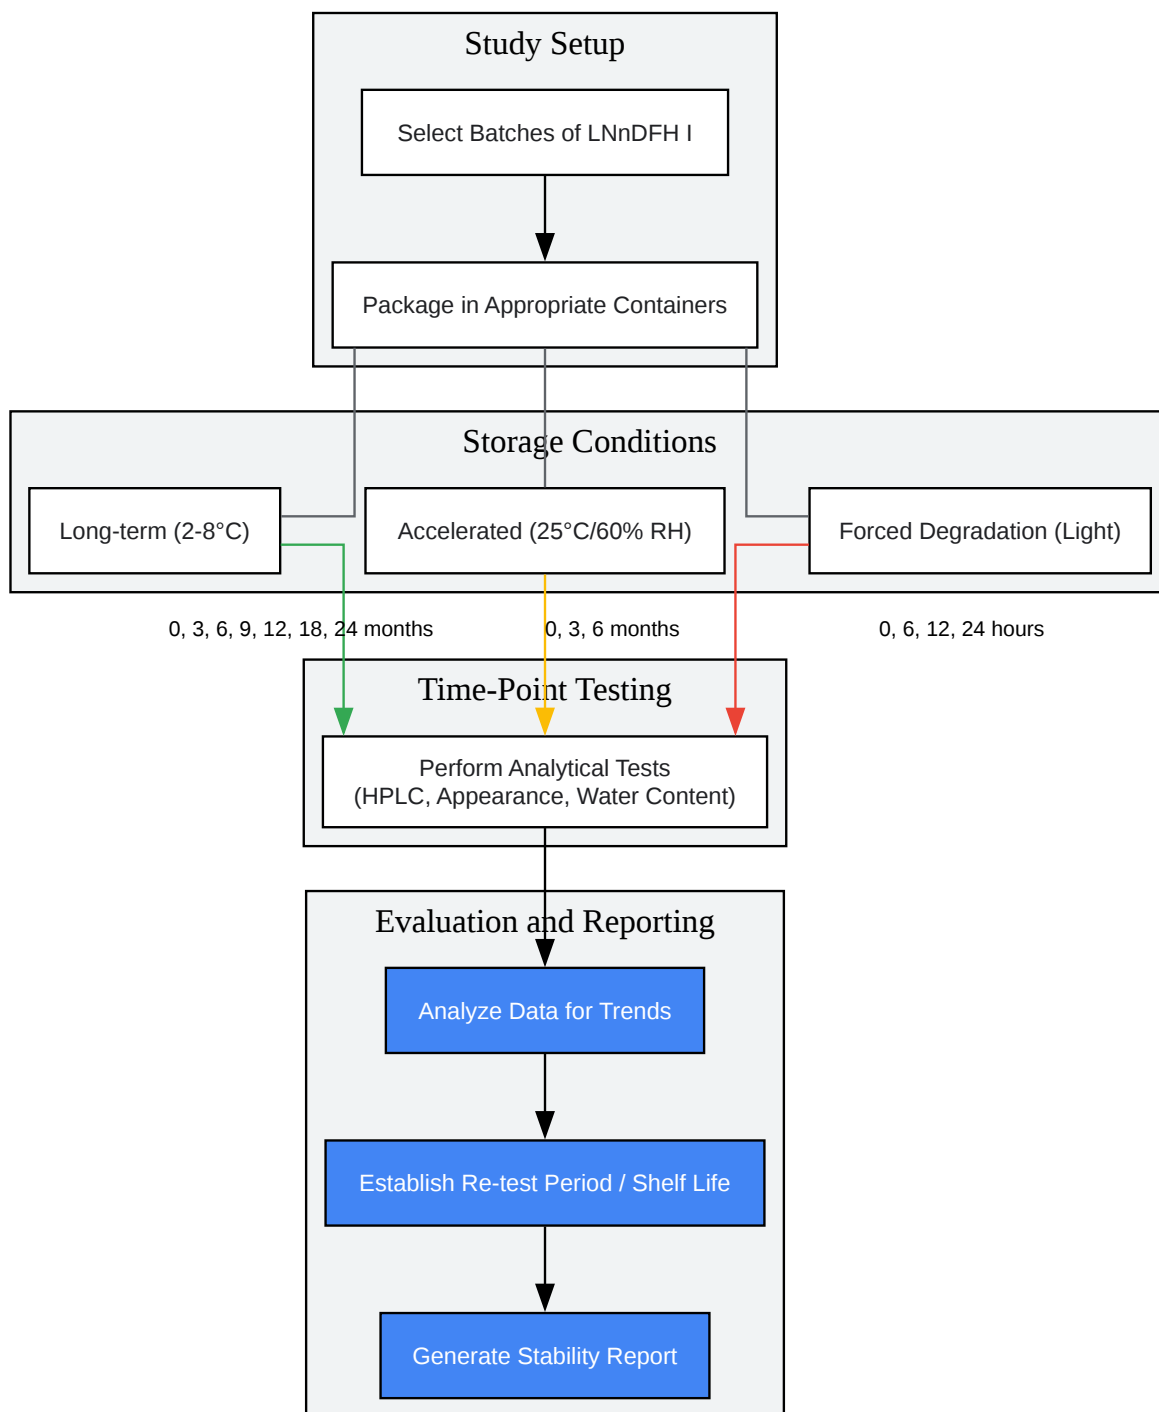 Study Setup
Select Batches of LNnDFH I
Package in Appropriate Containers
Storage Conditions
Long-term (2-8°C)
Accelerated (25°C/60% RH)
Forced Degradation (Light)
0, 3, 6, 9, 12, 18, 24 months
0, 3, 6 months
0, 6, 12, 24 hours
Time-Point Testing
Perform Analytical Tests
(HPLC, Appearance, Water Content)
Evaluation and Reporting
Analyze Data for Trends
Establish Re-test Period / Shelf Life
Generate Stability Report